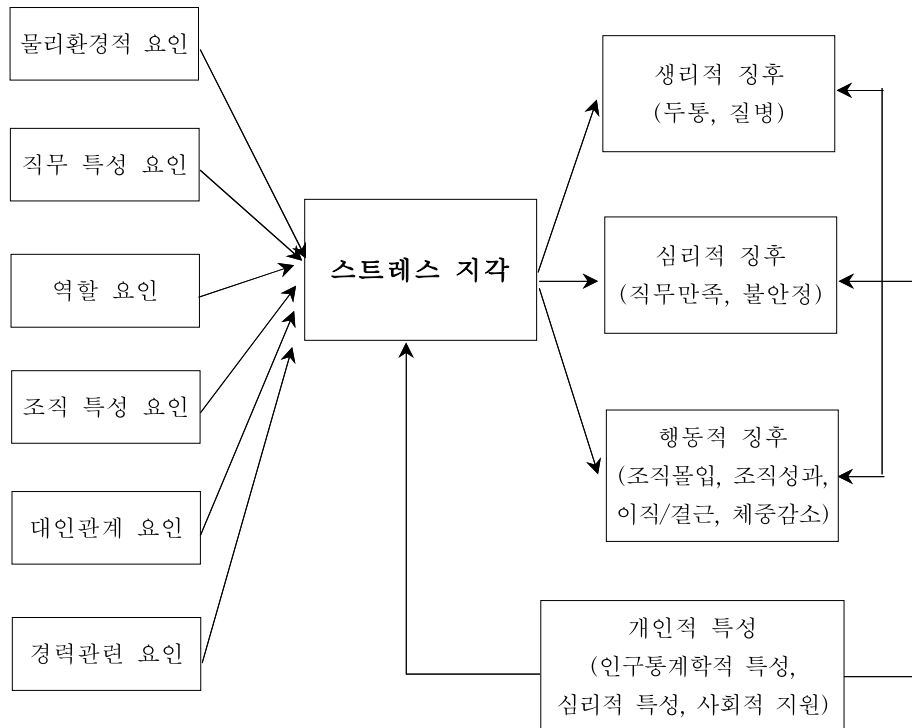 물리환경적 요인
직무 특성 요인
역할 요인
조직 특성 요인
대인관계 요인
경력관련 요인
스트레스 지각
생리적 징후
(두통, 질병)
심리적 징후
(직무만족, 불안정)
행동적 징후
(조직몰입, 조직성과,
이직/결근, 체중감소)
개인적 특성
(인구통계학적 특성,
심리적 특성, 사회적 지원)